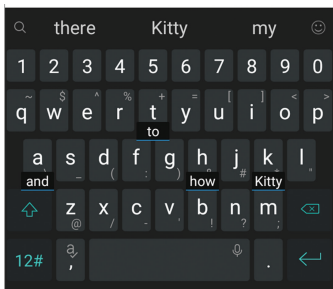 there Kitty my
1 2 3 4 5 6 7 8 9 0
~ $ ^ % + = [ ] < >
q w e r t y u i o p
to
a s d f g h j k l
_ ( : ) # "
and how Kitty
z x c v b n m
@ / - ' ! ? ;
12# , .